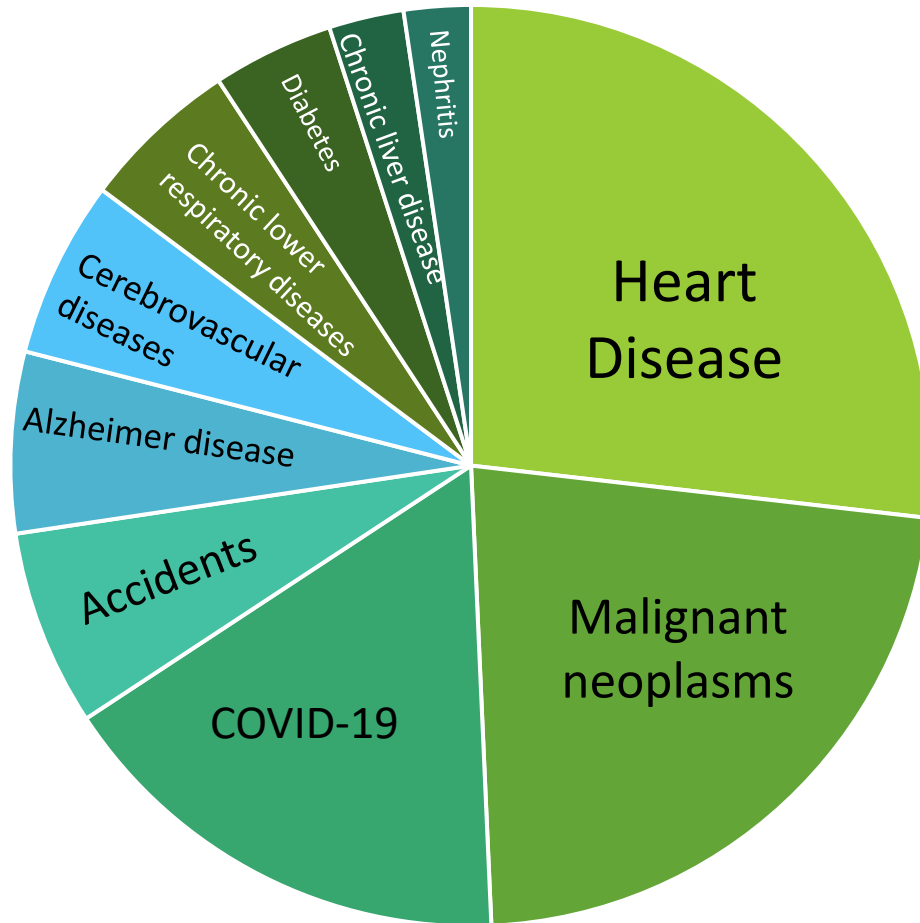 Heart
Disease
Malignant
neoplasms
COVID-19
Accidents
Alzheimer disease
Cerebrovascular
diseases
Chronic lower
respiratory diseases
Diabetes
Chronic liver disease
Nephritis